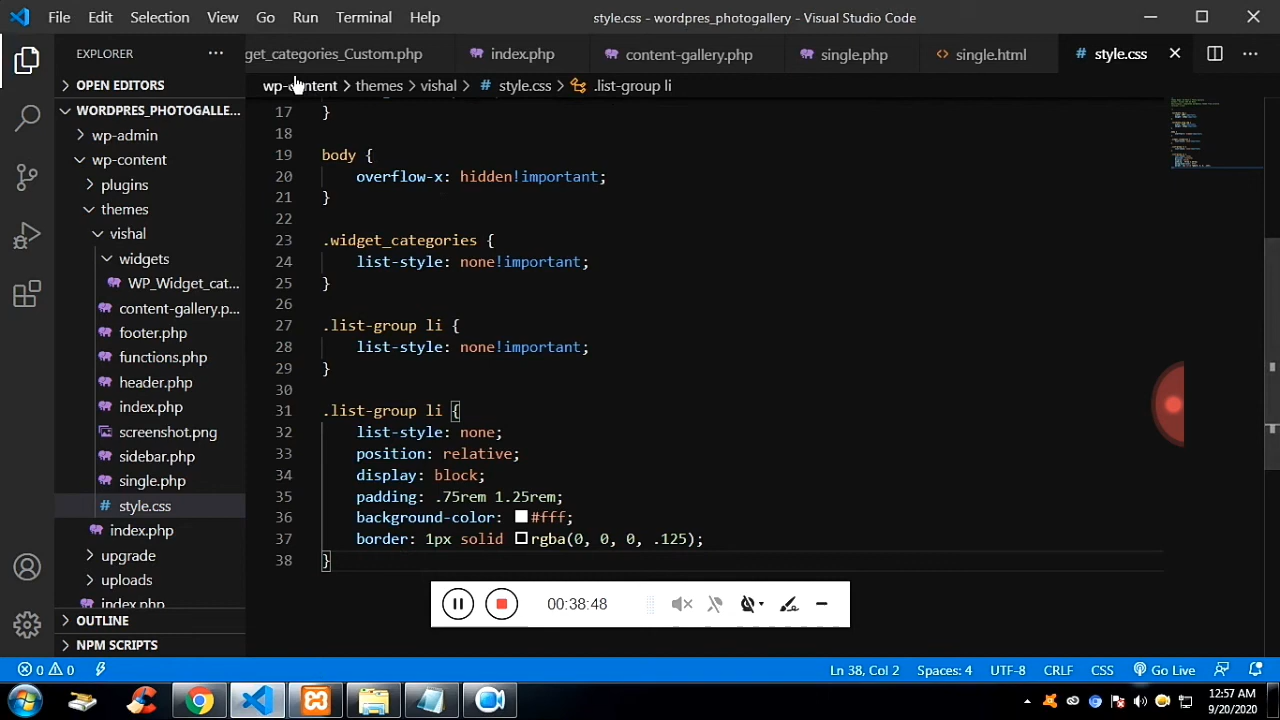 File Edit Selection View Go Run Terminal Help style.css - wordpres_photogallery - Visual Studio Code
EXPLORER ... get_categories_Custom.php index.php content-gallery.php single.php single.html style.css
OPEN EDITORS
wp-content > themes > vishal > # style.css > .list-group li
WORDPRES_PHOTOGALLE...
wp-admin
wp-content
plugins
themes
vishal
widgets
WP_Widget_cat...
content-gallery.p...
footer.php
functions.php
header.php
index.php
screenshot.png
sidebar.php
single.php
# style.css
index.php
upgrade
uploads
index.php
OUTLINE
NPM SCRIPTS
17 }
18
19 body {
20 overflow-x: hidden!important;
21 }
22
23 .widget_categories {
24 list-style: none!important;
25 }
26
27 .list-group li {
28 list-style: none!important;
29 }
30
31 .list-group li {
32 list-style: none;
33 position: relative;
34 display: block;
35 padding: .75rem 1.25rem;
36 background-color: #fff;
37 border: 1px solid rgba(0, 0, 0, .125);
38 }
00:38:48
0 0 Ln 38, Col 2 Spaces: 4 UTF-8 CRLF CSS Go Live
12:57 AM
9/20/2020